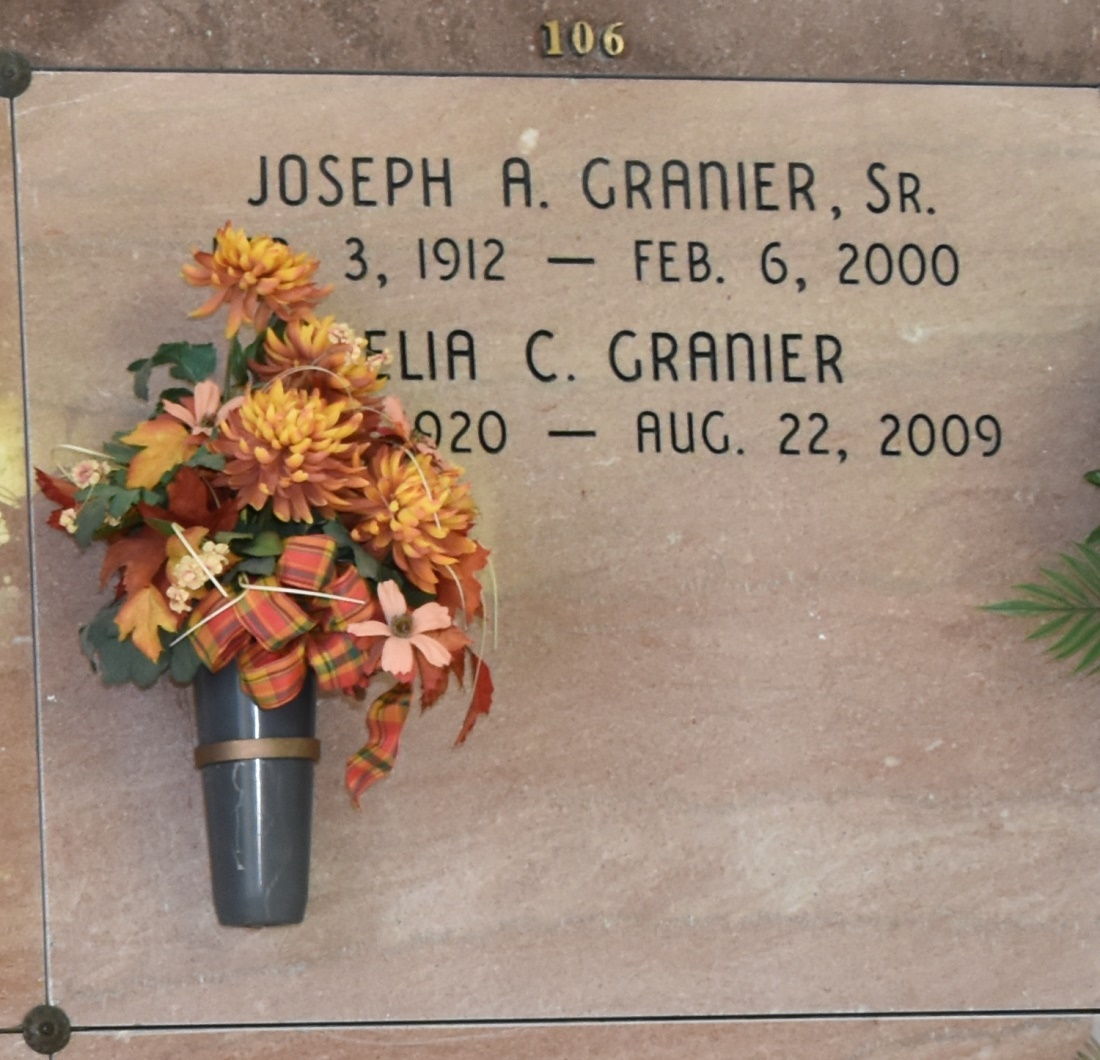 106
JOSEPH A. GRANIER, SR.
3, 1912 — FEB. 6, 2000
ELIA C. GRANIER
920 — AUG. 22, 2009